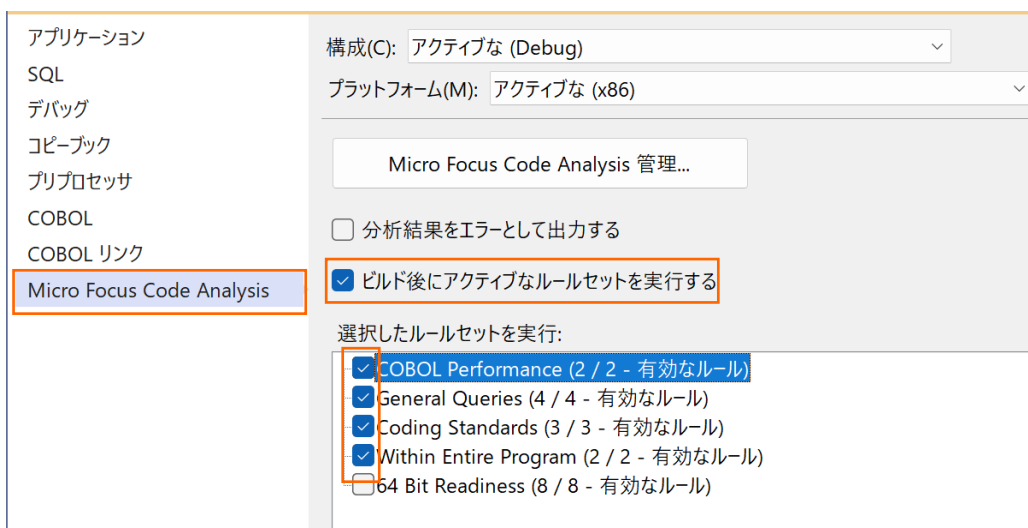 アプリケーション
SQL
デバッグ
コピーブック
プリプロセッサ
COBOL
COBOL リンク
Micro Focus Code Analysis
構成(C): アクティブな (Debug)
プラットフォーム(M): アクティブな (x86)
Micro Focus Code Analysis 管理...
分析結果をエラーとして出力する
ビルド後にアクティブなルールセットを実行する
選択したルールセットを実行:
COBOL Performance (2 / 2 - 有効なルール)
General Queries (4 / 4 - 有効なルール)
Coding Standards (3 / 3 - 有効なルール)
Within Entire Program (2 / 2 - 有効なルール)
64 Bit Readiness (8 / 8 - 有効なルール)